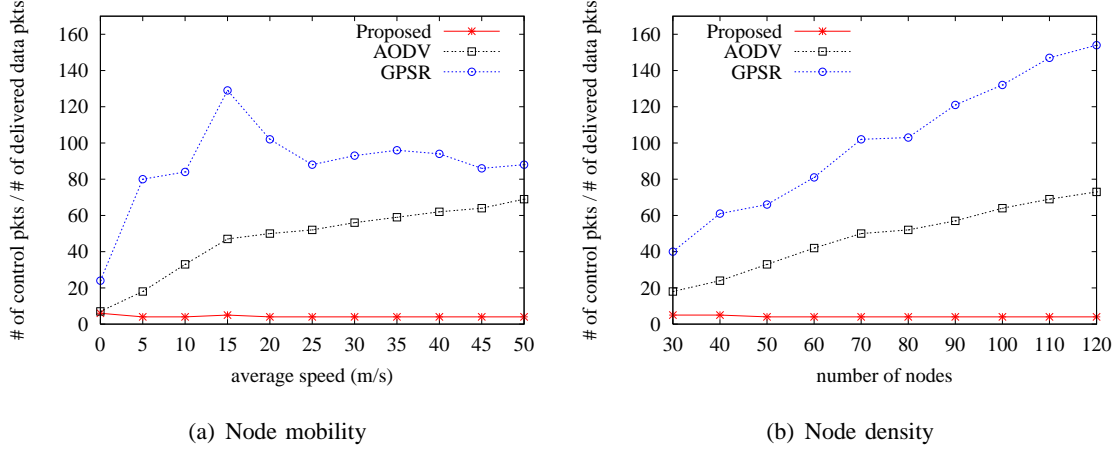 # of control pkts / # of delivered data pkts
160
140
120
100
80
60
40
20
0
Proposed
AODV
GPSR
0 5 10 15 20 25 30 35 40 45 50
average speed (m/s)
(a) Node mobility
# of control pkts / # of delivered data pkts
160
140
120
100
80
60
40
20
0
Proposed
AODV
GPSR
30 40 50 60 70 80 90 100 110 120
number of nodes
(b) Node density